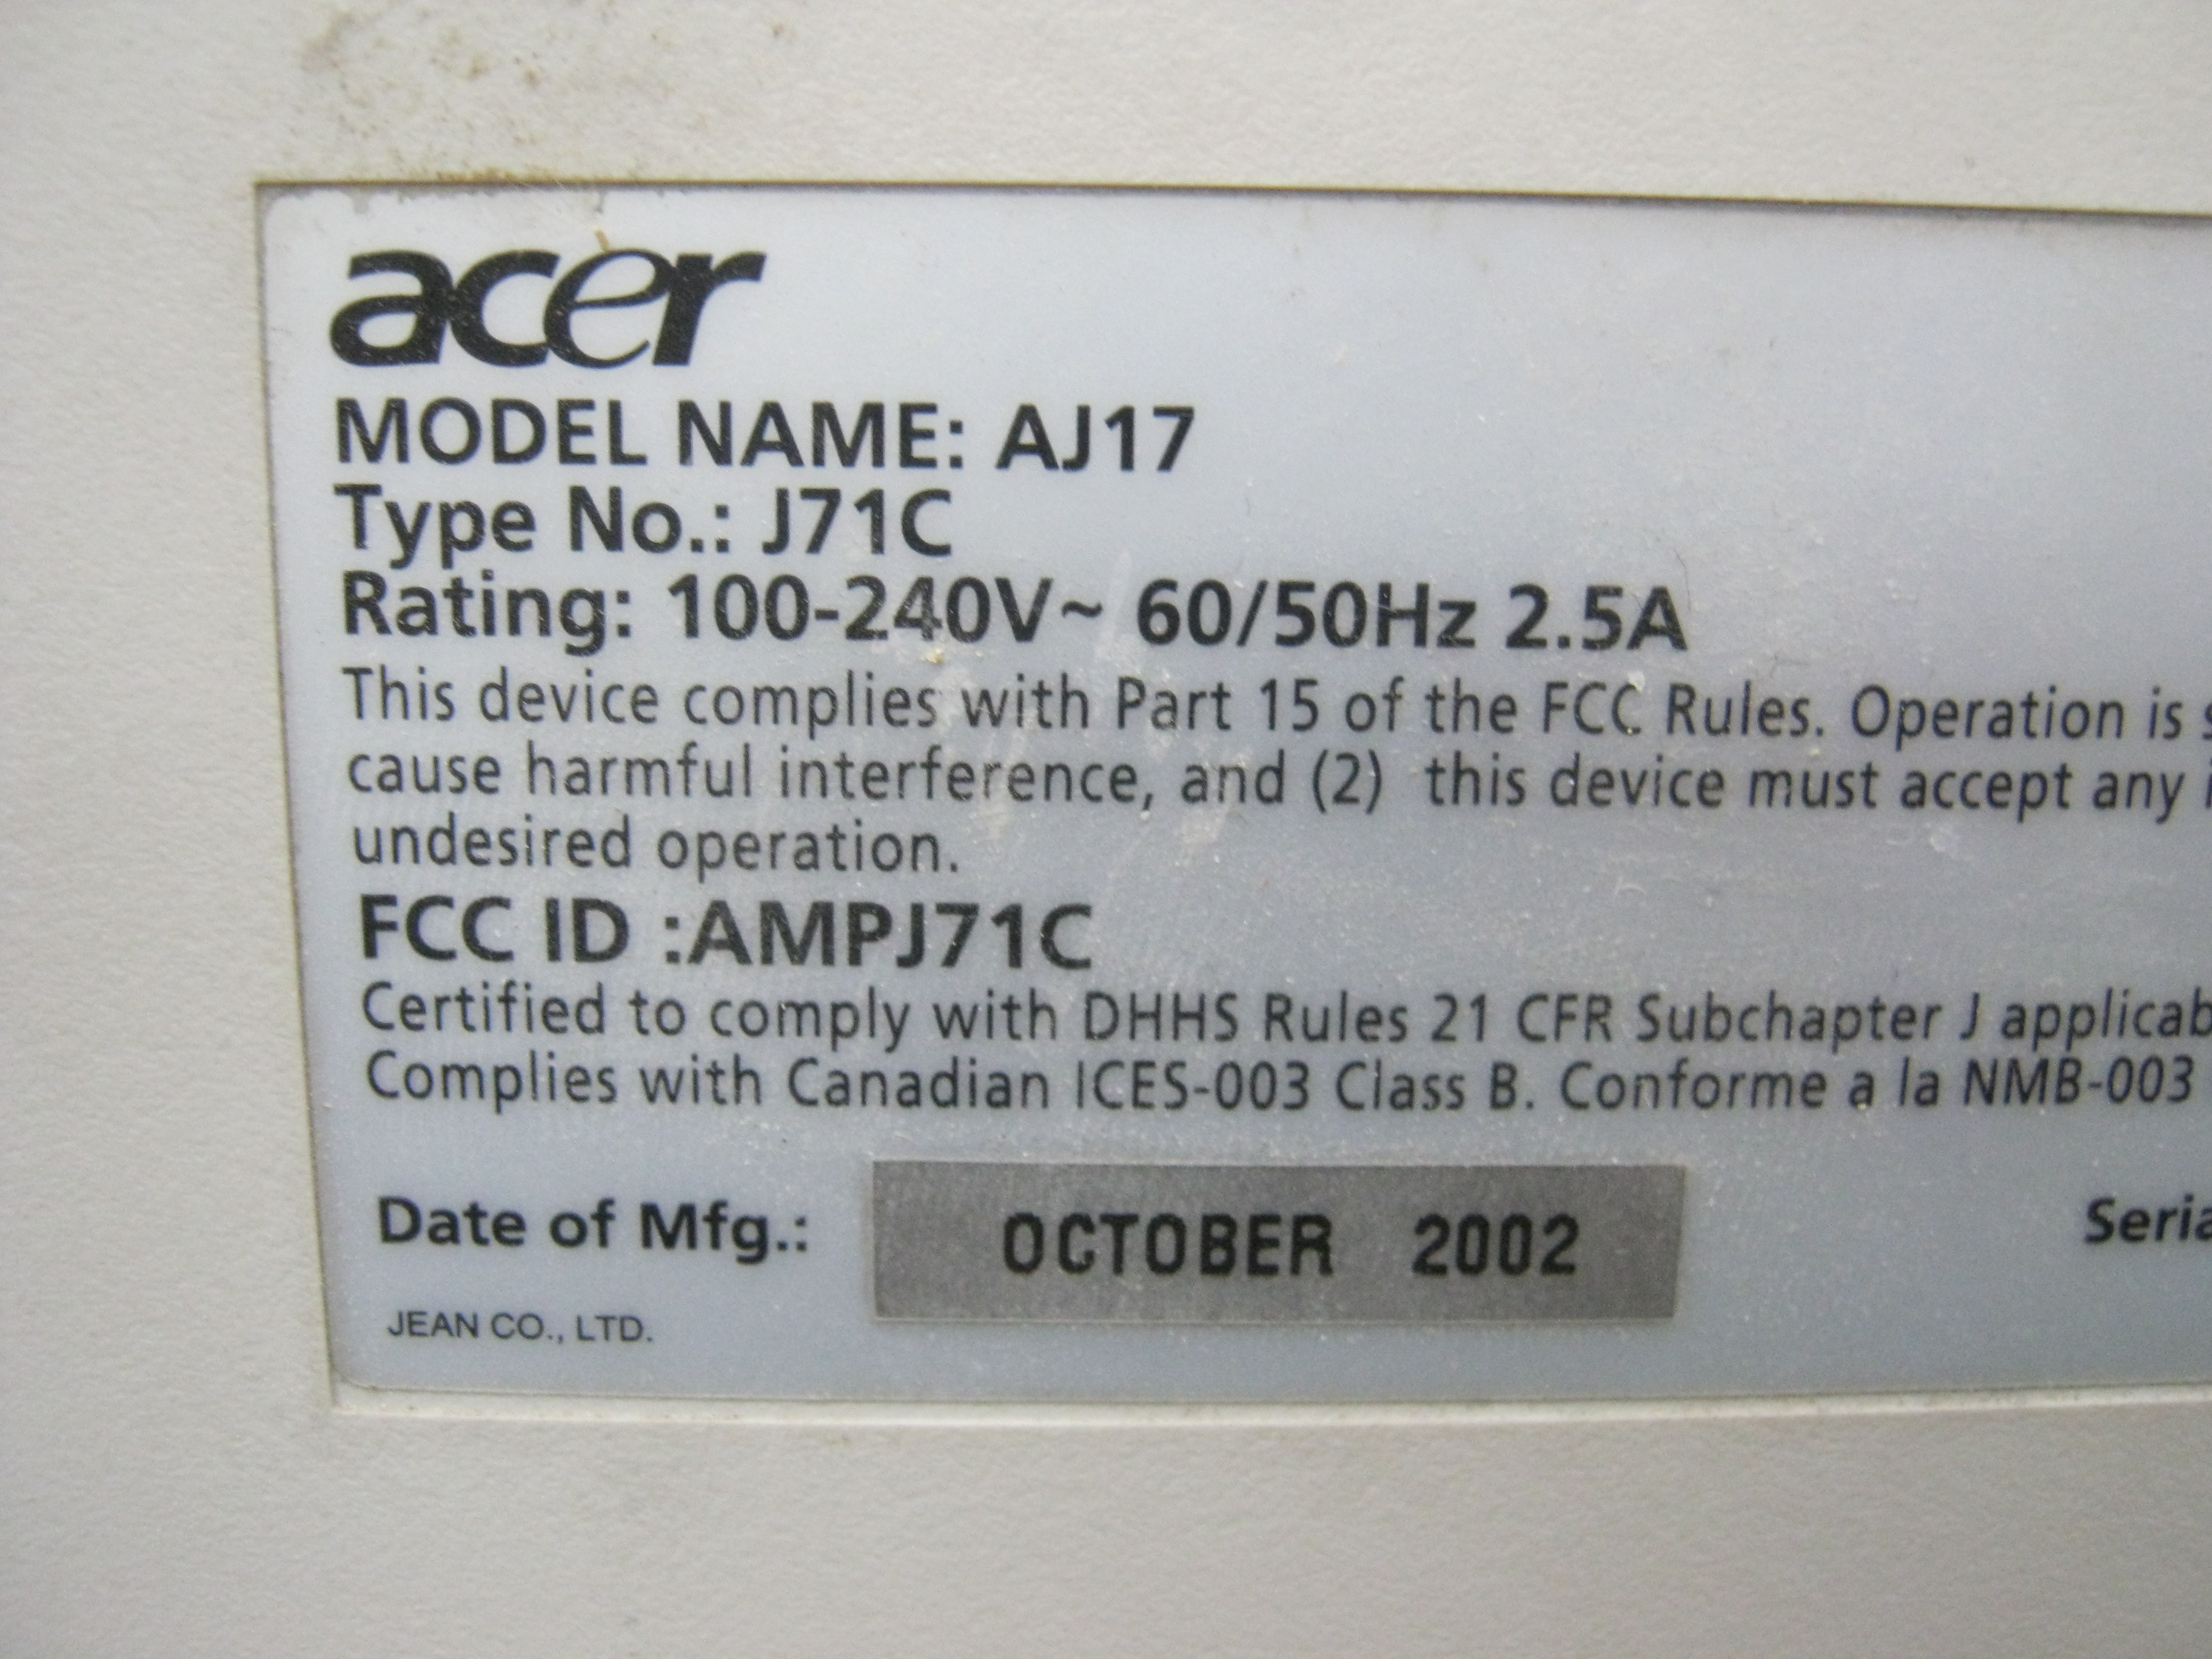 acer
MODEL NAME: AJ17
Type No.: J71C
Rating: 100-240V~ 60/50Hz 2.5A
This device complies with Part 15 of the FCC Rules. Operation is
cause harmful interference, and (2) this device must accept any
undesired operation.
FCC ID :AMPJ71C
Certified to comply with DHHS Rules 21 CFR Subchapter J applicab
Complies with Canadian ICES-003 Class B. Conforme a la NMB-003
Date of Mfg.: OCTOBER 2002 Seria
JEAN CO., LTD.